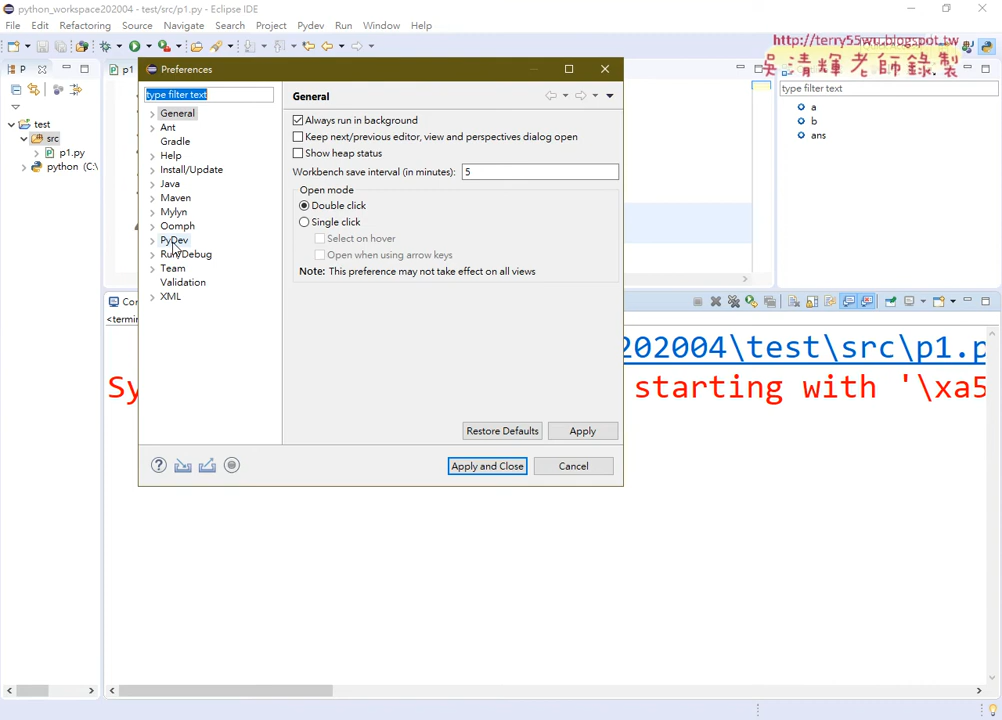 python_workspace202004 - test/src/p1.py - Eclipse IDE
File Edit Refactoring Source Navigate Search Project Pydev Run Window Help
http://terry55wu.blogspot.tw
吳清輝老師錄製
P
p1
type filter text
a
b
ans
test
src
p1.py
python (C:\
Preferences
type filter text
General
Ant
Gradle
Help
Install/Update
Java
Maven
Mylyn
Oomph
PyDev
Run/Debug
Team
Validation
XML
General
Always run in background
Keep next/previous editor, view and perspectives dialog open
Show heap status
Workbench save interval (in minutes): 5
Open mode
Double click
Single click
Select on hover
Open when using arrow keys
Note: This preference may not take effect on all views
Restore Defaults Apply
Apply and Close Cancel
Con
<termin
202004\test\src\p1.p
Sy starting with '\xa5